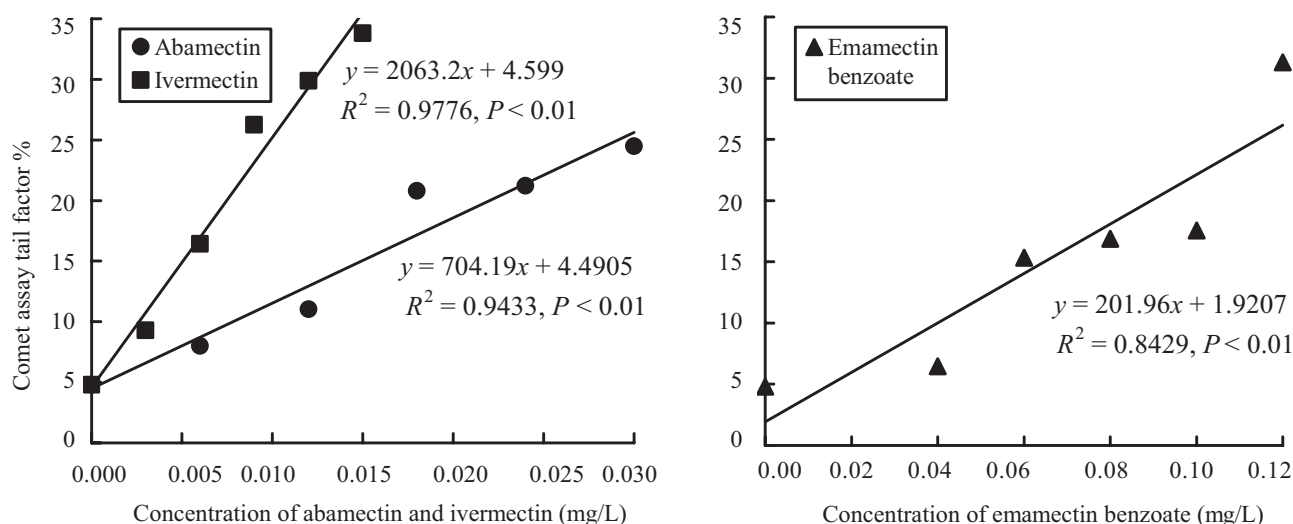 Comet assay tail factor %
35
30
25
20
15
10
5
0
Abamectin
Ivermectin
y = 2063.2x + 4.599
R² = 0.9776, P < 0.01
y = 704.19x + 4.4905
R² = 0.9433, P < 0.01
0.000 0.005 0.010 0.015 0.020 0.025 0.030
Concentration of abamectin and ivermectin (mg/L)
35
30
25
20
15
10
5
0
Emamectin
benzoate
y = 201.96x + 1.9207
R² = 0.8429, P < 0.01
0.00 0.02 0.04 0.06 0.08 0.10 0.12
Concentration of emamectin benzoate (mg/L)